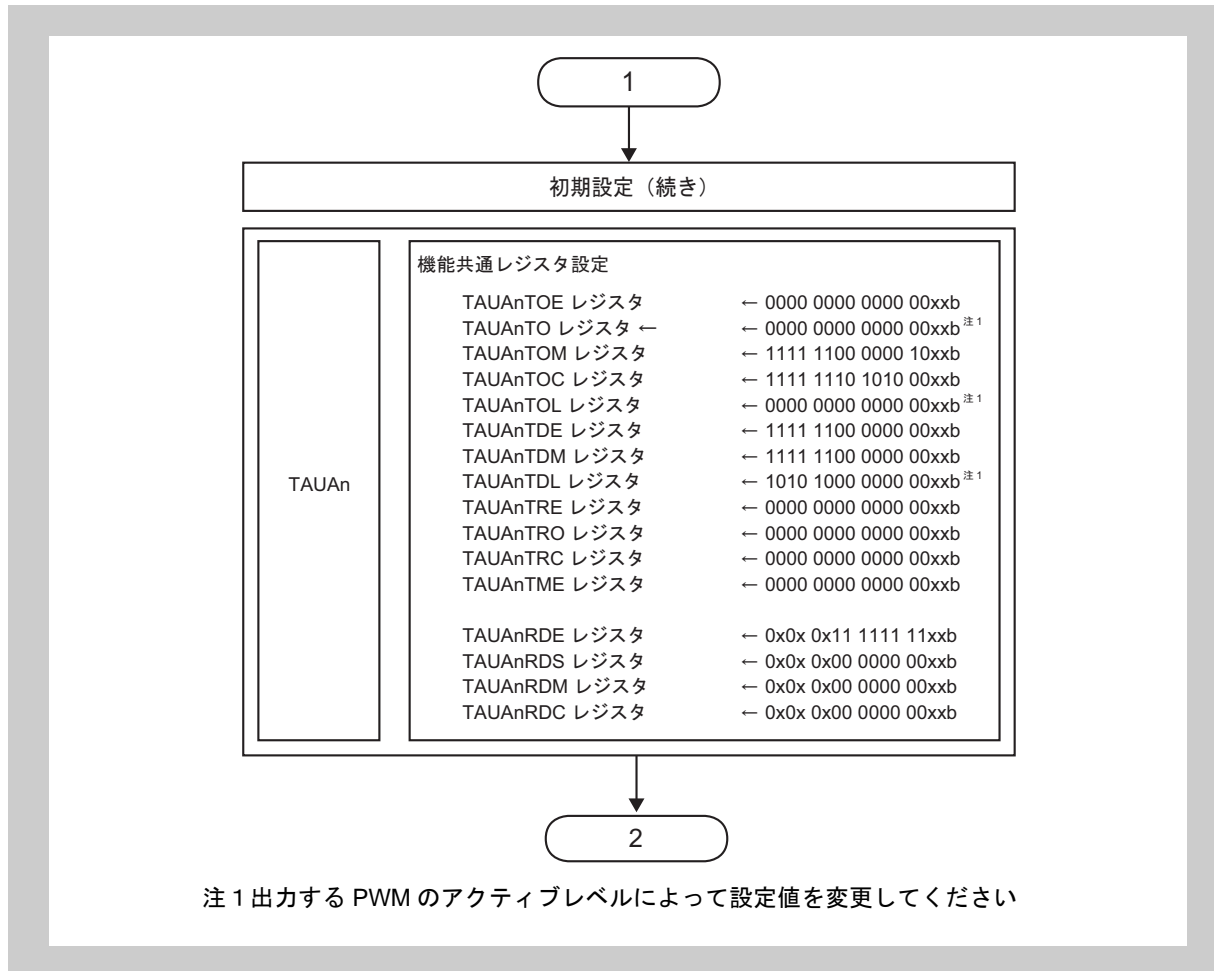 1
初期設定（続き）
TAUAn
機能共通レジスタ設定
TAUAnTOE レジスタ ← 0000 0000 0000 00xxb
TAUAnTO レジスタ ← ← 0000 0000 0000 00xxb 注1
TAUAnTOM レジスタ ← 1111 1100 0000 10xxb
TAUAnTOC レジスタ ← 1111 1110 1010 00xxb
TAUAnTOL レジスタ ← 0000 0000 0000 00xxb 注1
TAUAnTDE レジスタ ← 1111 1100 0000 00xxb
TAUAnTDM レジスタ ← 1111 1100 0000 00xxb
TAUAnTDL レジスタ ← 1010 1000 0000 00xxb 注1
TAUAnTRE レジスタ ← 0000 0000 0000 00xxb
TAUAnTRO レジスタ ← 0000 0000 0000 00xxb
TAUAnTRC レジスタ ← 0000 0000 0000 00xxb
TAUAnTME レジスタ ← 0000 0000 0000 00xxb
TAUAnRDE レジスタ ← 0x0x 0x11 1111 11xxb
TAUAnRDS レジスタ ← 0x0x 0x00 0000 00xxb
TAUAnRDM レジスタ ← 0x0x 0x00 0000 00xxb
TAUAnRDC レジスタ ← 0x0x 0x00 0000 00xxb
2
注1出力する PWM のアクティブレベルによって設定値を変更してください